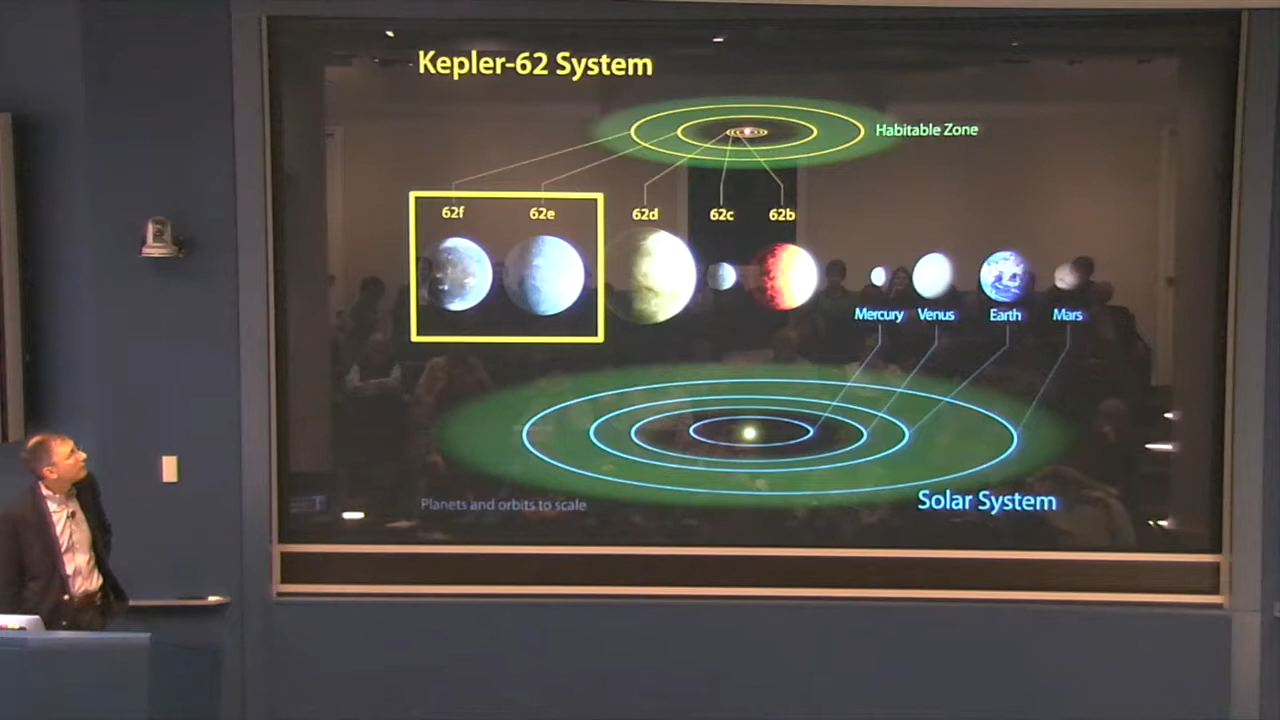 Kepler-62 System
Habitable Zone
62f 62e 62d 62c 62b
Mercury Venus Earth Mars
Planets and orbits to scale
Solar System